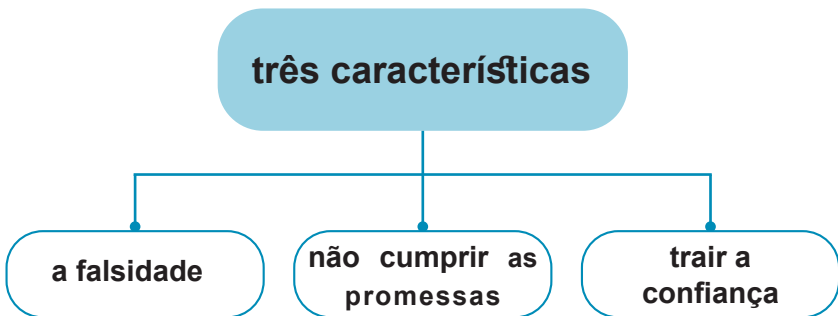 três características
a falsidade
não cumprir as
promessas
trair a
confiança